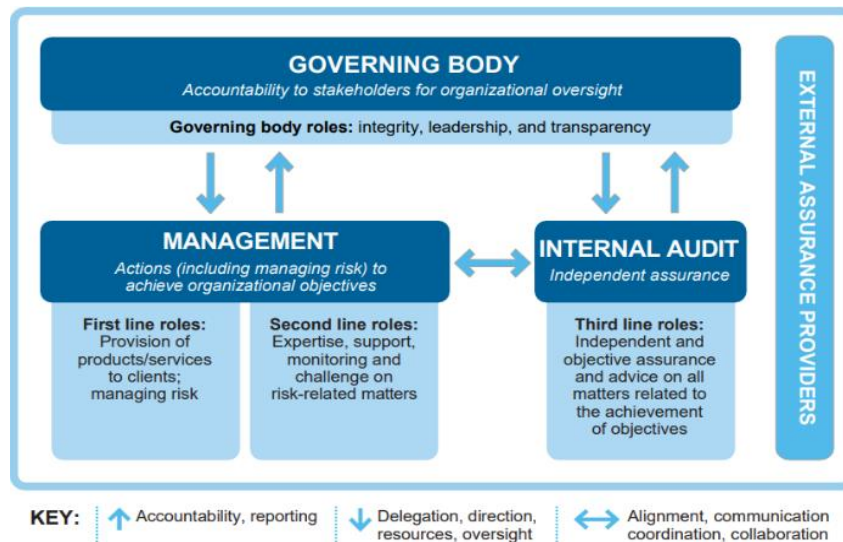 GOVERNING BODY
Accountability to stakeholders for organizational oversight
Governing body roles: integrity, leadership, and transparency
MANAGEMENT
Actions (including managing risk) to
achieve organizational objectives
First line roles:
Provision of
products/services
to clients;
managing risk
Second line roles:
Expertise, support,
monitoring and
challenge on
risk-related matters
INTERNAL AUDIT
Independent assurance
Third line roles:
Independent and
objective assurance
and advice on all
matters related to
the achievement
of objectives
EXTERNAL ASSURANCE PROVIDERS
KEY:
Accountability, reporting
Delegation, direction,
resources, oversight
Alignment, communication
coordination, collaboration